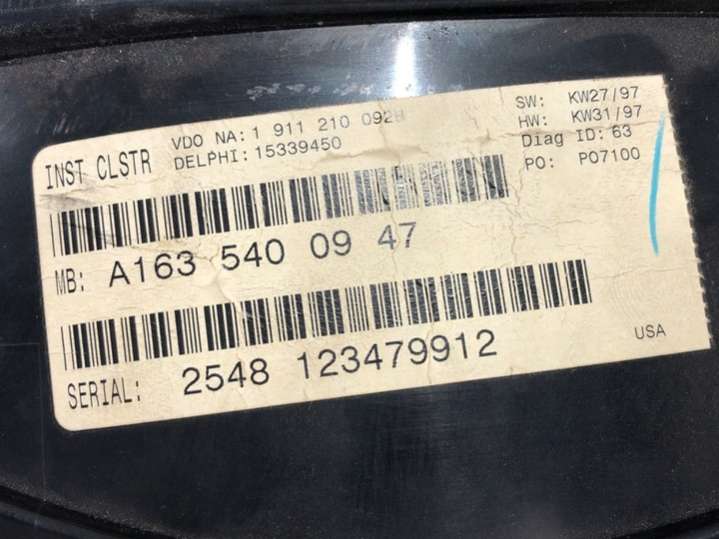 INST CLSTR
VDO NA: 1 911 210
DELPHI: 15339450
SW: KW27/97
HW: KW31/97
Diag ID: 63
PO: P07100
MB: A163 540 09 47
SERIAL: 2548 123479912
USA